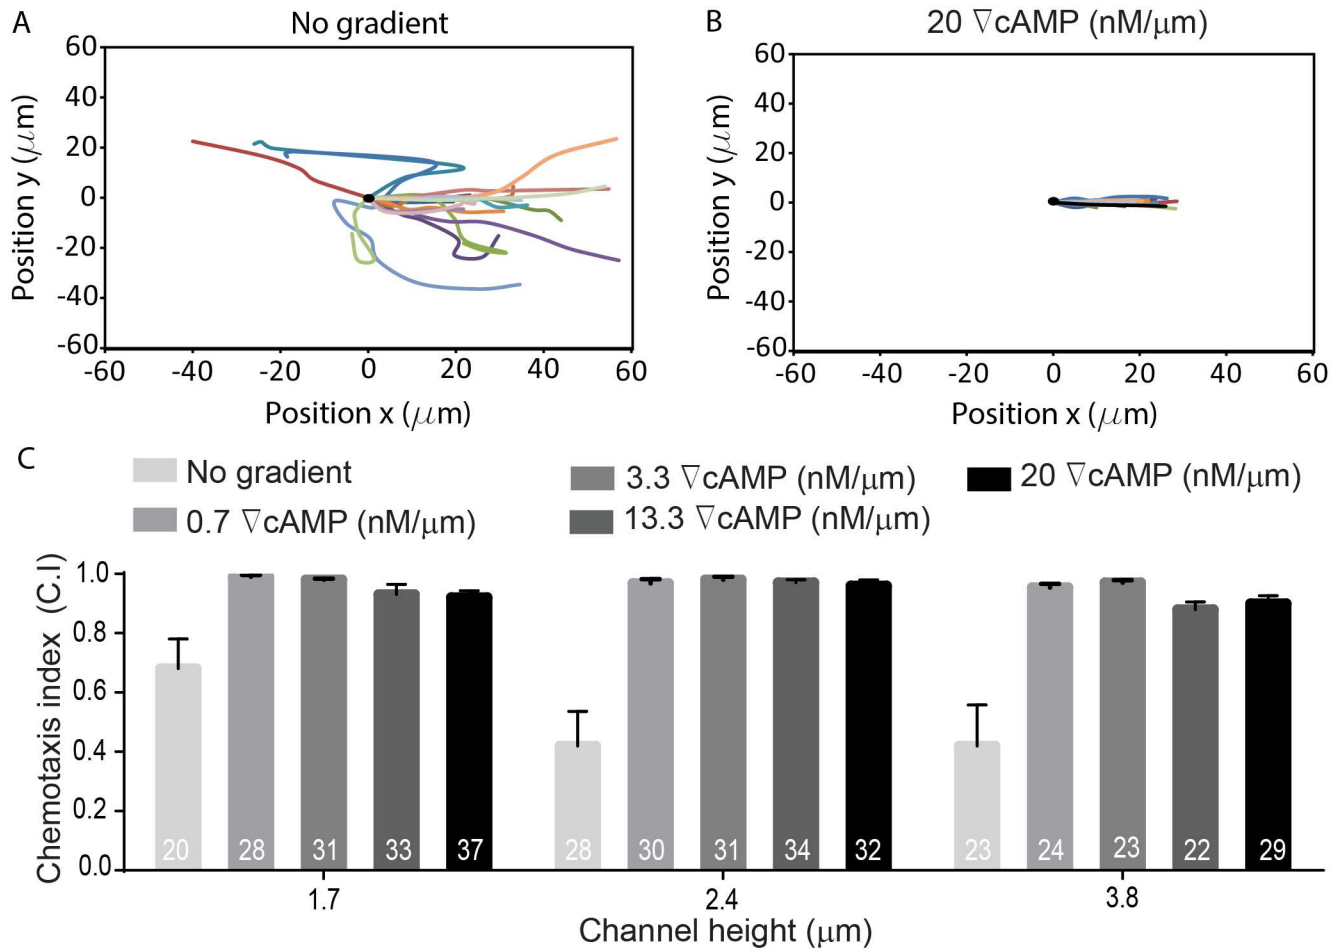 A
No gradient
B
20 ∇cAMP (nM/μm)
Position y (μm)
60
40
20
0
-20
-40
-60
-60
-40
-20
0
20
40
60
Position x (μm)
Position y (μm)
60
40
20
0
-20
-40
-60
-60
-40
-20
0
20
40
60
Position x (μm)
C
No gradient
0.7 ∇cAMP (nM/μm)
3.3 ∇cAMP (nM/μm)
13.3 ∇cAMP (nM/μm)
20 ∇cAMP (nM/μm)
Chemotaxis index (C.I)
1.0
0.8
0.6
0.4
0.2
0.0
20 28 31 33 37 28 30 31 34 32 23 24 23 22 29
1.7 2.4 3.8
Channel height (μm)